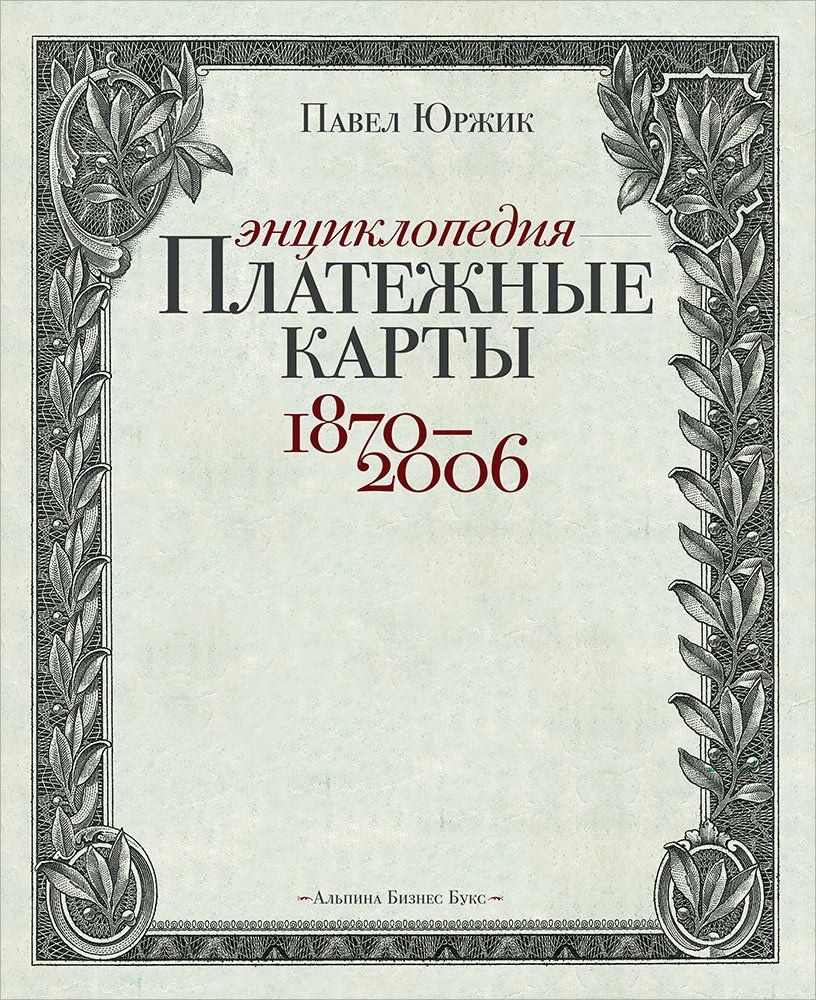 Павел Юржик
энциклопедия
Платежные
карты
1870–
2006
Альпина Бизнес Букс